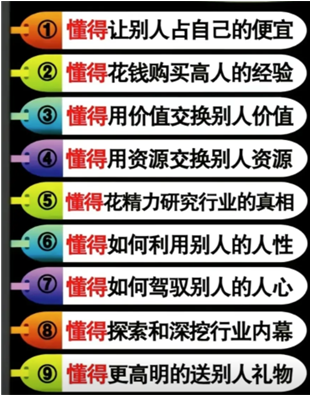 ① 懂得让别人占自己的便宜
② 懂得花钱购买高人的经验
③ 懂得用价值交换别人价值
④ 懂得用资源交换别人资源
⑤ 懂得花精力研究行业的真相
⑥ 懂得如何利用别人的人性
⑦ 懂得如何驾驭别人的人心
⑧ 懂得探索和深挖行业内幕
⑨ 懂得更高明的送别人礼物